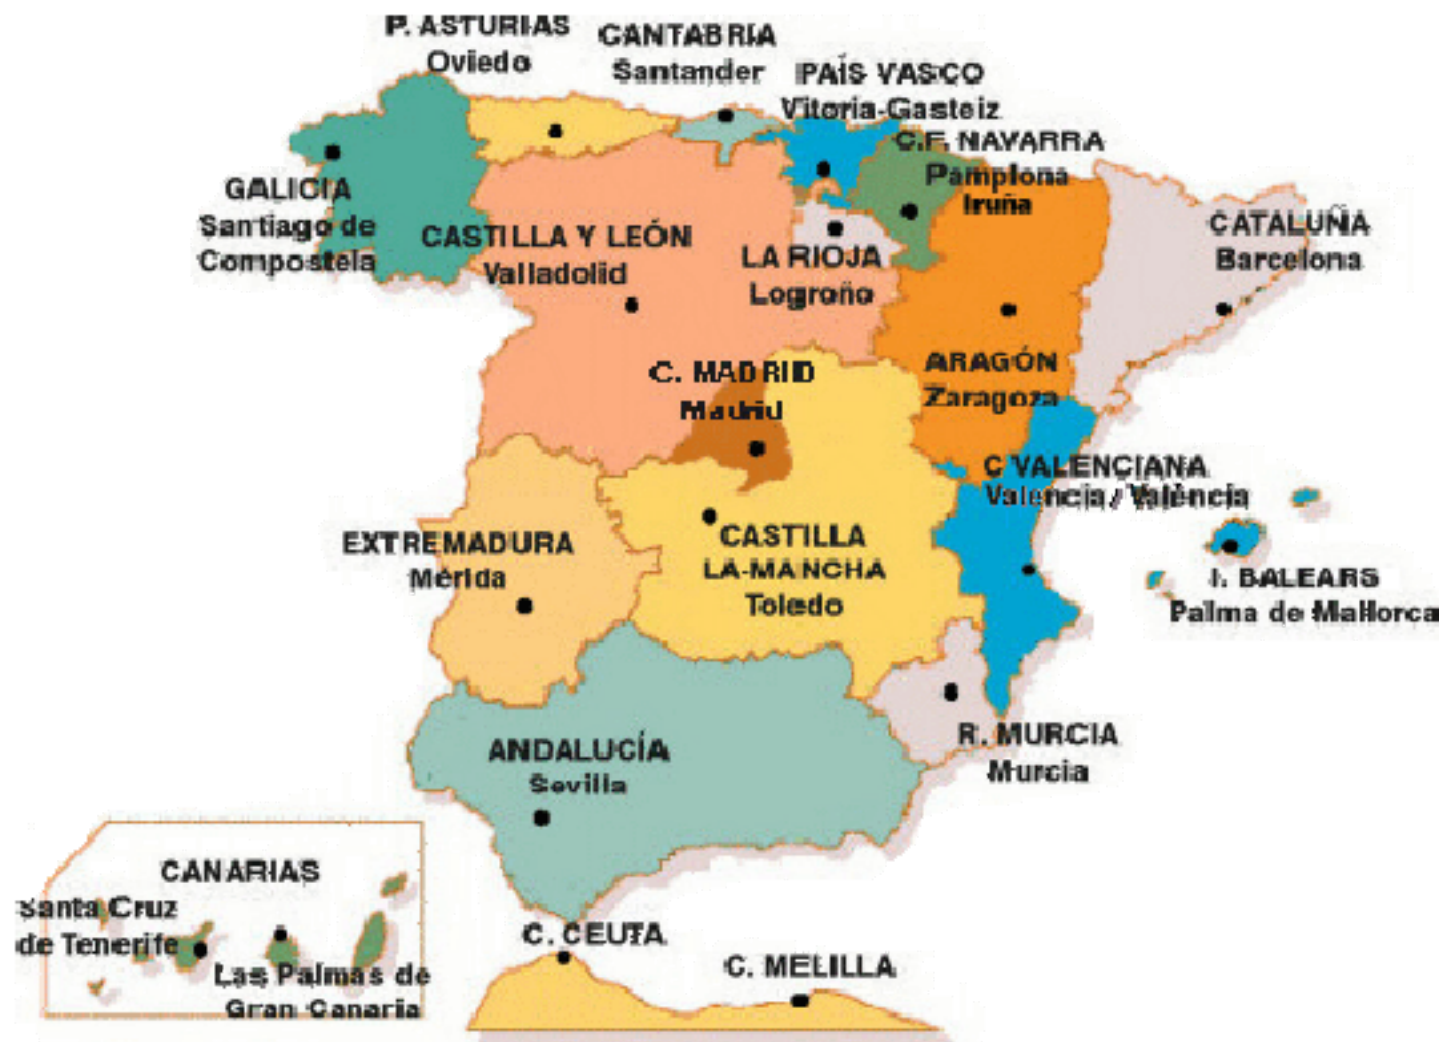 P. ASTURIAS
Oviedo
CANTABRIA
Santander
PAÍS VASCO
Vitoria-Gasteiz
C.F. NAVARRA
Pamplona
Iruña
GALICIA
Santiago de
Compostela
CASTILLA Y LEÓN
Valladolid
LA RIOJA
Logroño
CATALUÑA
Barcelona
ARAGÓN
Zaragoza
C. MADRID
Madrid
C VALENCIANA
Valencia/València
EXTREMADURA
Mérida
CASTILLA
LA-MANCHA
Toledo
I. BALEARS
Palma de Mallorca
R. MURCIA
Murcia
ANDALUCÍA
Sevilla
CANARIAS
Santa Cruz
de Tenerife
Las Palmas de
Gran Canaria
C. CEUTA
C. MELILLA